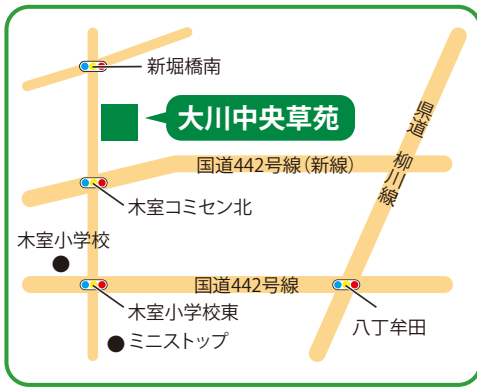 新堀橋南
大川中央草苑
県道 柳川線
国道442号線(新線)
木室コミセン北
木室小学校
国道442号線
木室小学校東
八丁牟田
ミニストップ